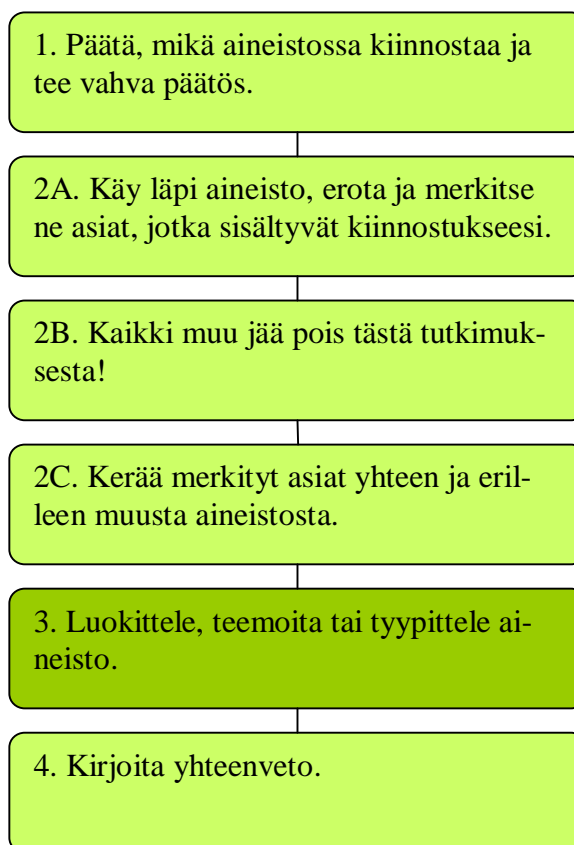 1. Päätä, mikä aineistossa kiinnostaa ja
tee vahva päätös.
2A. Käy läpi aineisto, erota ja merkitse
ne asiat, jotka sisältyvät kiinnostukseesi.
2B. Kaikki muu jää pois tästä tutkimuk-
sesta!
2C. Kerää merkityt asiat yhteen ja eril-
leen muusta aineistosta.
3. Luokittele, teemoita tai tyypittele ai-
neisto.
4. Kirjoita yhteenveto.